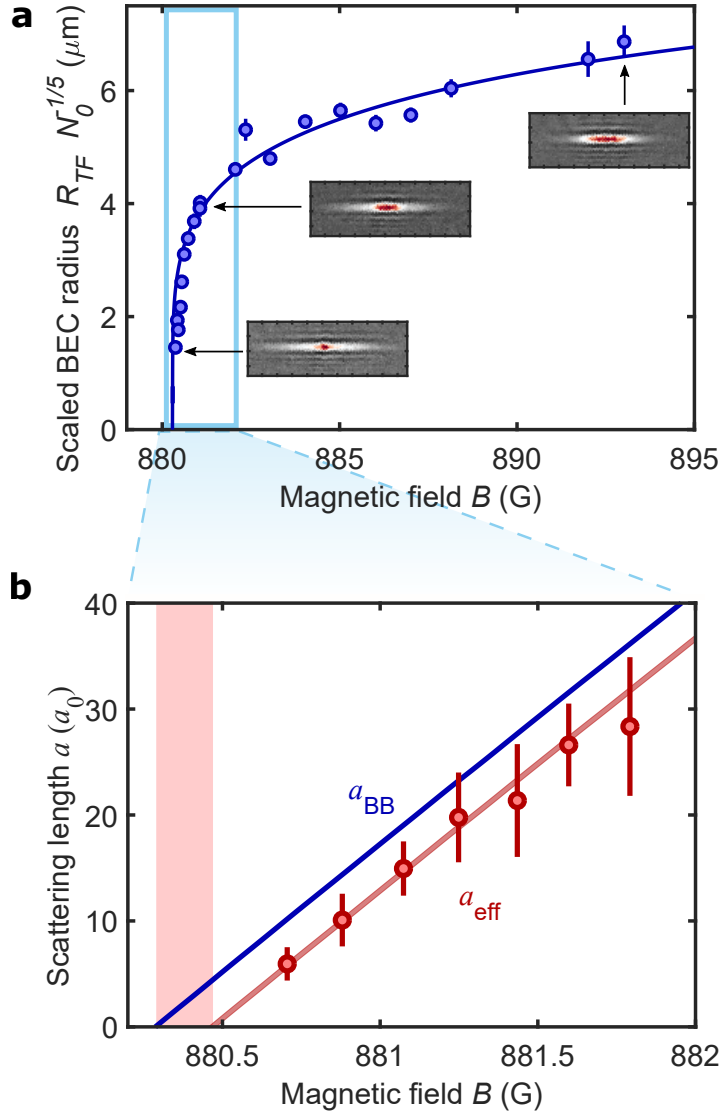 a
Scaled BEC radius R_TF N_0^-1/5 (μm)
6
4
2
0
880
885
890
895
Magnetic field B (G)
b
Scattering length a (a_0)
40
30
20
10
0
a_BB
a_eff
880.5
881
881.5
882
Magnetic field B (G)